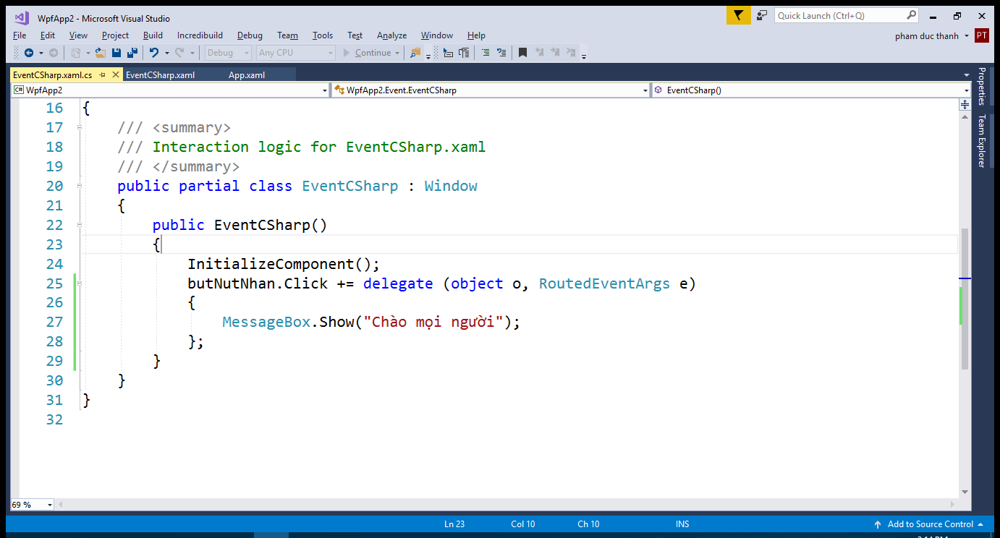 WpfApp2 - Microsoft Visual Studio
Quick Launch (Ctrl+Q)
File Edit View Project Build Incredibuild Debug Team Tools Test Analyze Window Help
pham duc thanh PT
Debug Any CPU Continue
EventCSharp.xaml.cs EventCSharp.xaml App.xaml
C# WpfApp2 WpfApp2.Event.EventCSharp EventCSharp()
Properties
Team Explorer
16 {
17 /// <summary>
18 /// Interaction logic for EventCSharp.xaml
19 /// </summary>
20 public partial class EventCSharp : Window
21 {
22 public EventCSharp()
23 {
24 InitializeComponent();
25 butNutNhan.Click += delegate (object o, RoutedEventArgs e)
26 {
27 MessageBox.Show("Chào mọi người");
28 };
29 }
30 }
31 }
32
69 %
Ln 23 Col 10 Ch 10 INS Add to Source Control